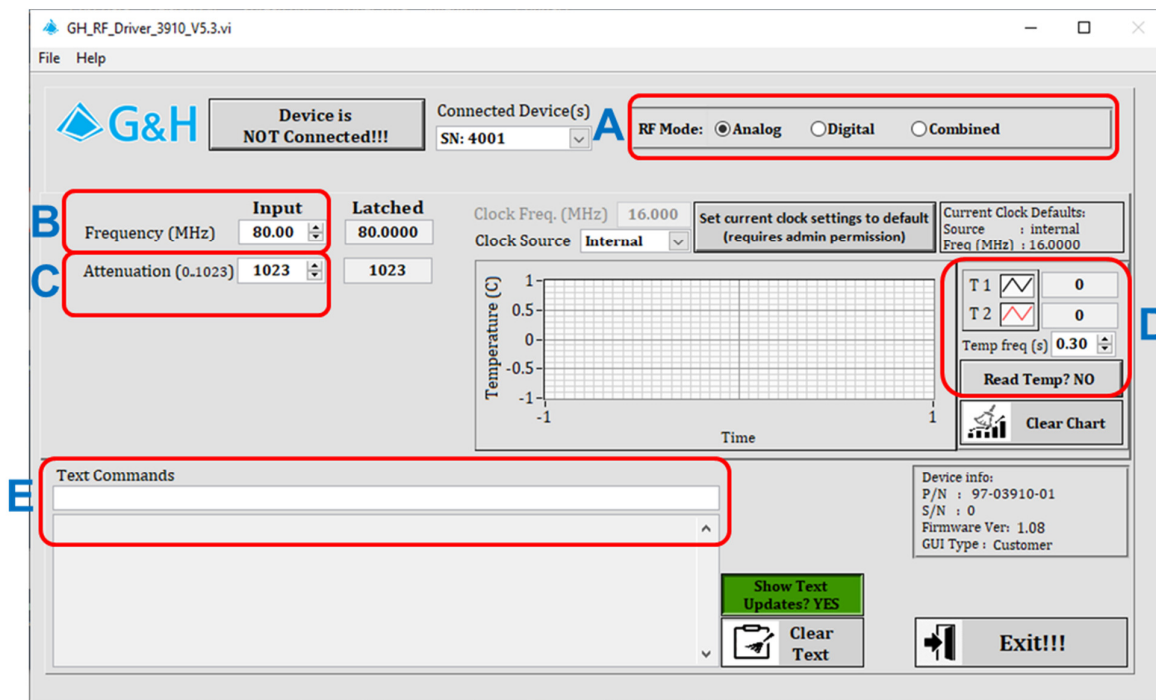 GH_RF_Driver_3910_V5.3.vi
File Help
G&H
Device is
NOT Connected!!!
Connected Device(s)
SN: 4001
A
RF Mode: Analog Digital Combined
B
Input Latched
Frequency (MHz) 80.00 80.0000
C
Attenuation (0..1023) 1023 1023
Clock Freq. (MHz) 16.000
Clock Source Internal
Set current clock settings to default
(requires admin permission)
Current Clock Defaults:
Source : internal
Freq (MHz) : 16.0000
Temperature (C)
1
0.5
0
-0.5
-1
-1 1
Time
D
T 1 0
T 2 0
Temp freq (s) 0.30
Read Temp? NO
Clear Chart
E
Text Commands
Device info:
P/N : 97-03910-01
S/N : 0
Firmware Ver: 1.08
GUI Type : Customer
Show Text
Updates? YES
Clear
Text
Exit!!!